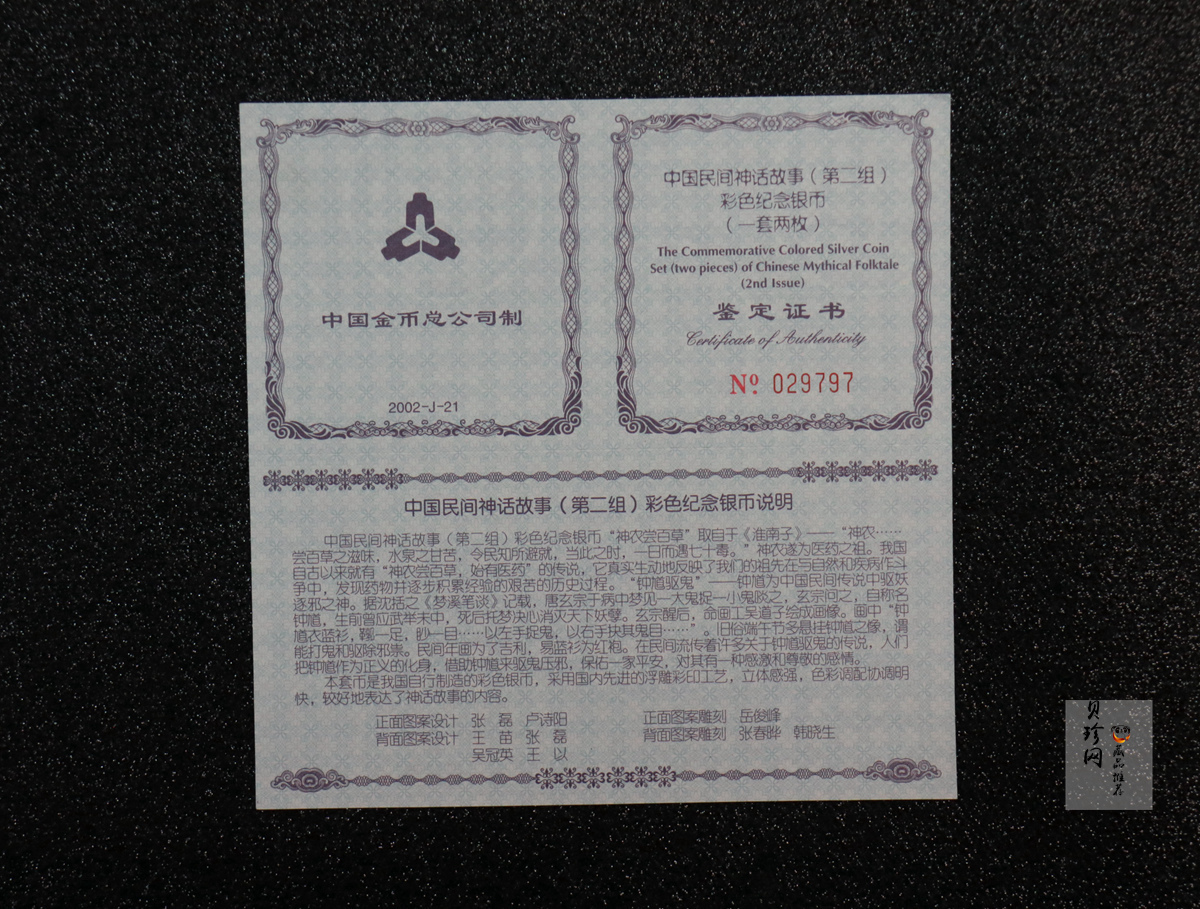 中国金币总公司制
2002-J-21
中国民间神话故事（第二组）
彩色纪念银币
（一套两枚）
The Commemorative Colored Silver Coin
Set (two pieces) of Chinese Mythical Folktale
(2nd Issue)
鉴定证书
Certificate of Authenticity
Nº 029797
中国民间神话故事（第二组）彩色纪念银币说明
中国民间神话故事（第二组）彩色纪念银币“神农尝百草”取自于《淮南子》——“神农……
尝百草之滋味，水泉之甘苦，令民知所避就，当此之时，一日而遇七十毒。”神农遂为医药之祖。我国
自古以来就有“神农尝百草，始有医药”的传说，它真实生动地反映了我们的祖先在与自然和疾病作斗
争中，发现药物并逐步积累经验的艰苦的历史过程。“钟馗驱鬼”——钟馗为中国民间传说中驱妖
逐邪之神。据沈括之《梦溪笔谈》记载，唐玄宗于病中梦见一大鬼捉一小鬼啖之，玄宗问之，自称名
钟馗，生前曾应武举未中，死后托梦决心消灭天下妖孽。玄宗醒后，命画工吴道子绘成画像。画中“钟
馗衣蓝衫，鞹一足，眇一目……以左手捉鬼，以右手抉其鬼目……”。旧俗端午节多悬挂钟馗之像，谓
能打鬼和驱除邪祟。民间年画为了吉利，易蓝衫为红袍。在民间流传着许多关于钟馗驱鬼的传说，人们
把钟馗作为正义的化身，借助钟馗来驱鬼压邪，保佑一家平安，对其有一种感激和尊敬的感情。
本套币是我国自行制造的彩色银币，采用国内先进的浮雕彩印工艺，立体感强，色彩调配协调明
快，较好地表达了神话故事的内容。
正面图案设计 张 磊 卢诗阳
正面图案雕刻 岳俊峰
背面图案设计 王 苗 张 磊
背面图案雕刻 张春晔 韩晓生
吴冠英 王 以
贝珍网
藏品推荐